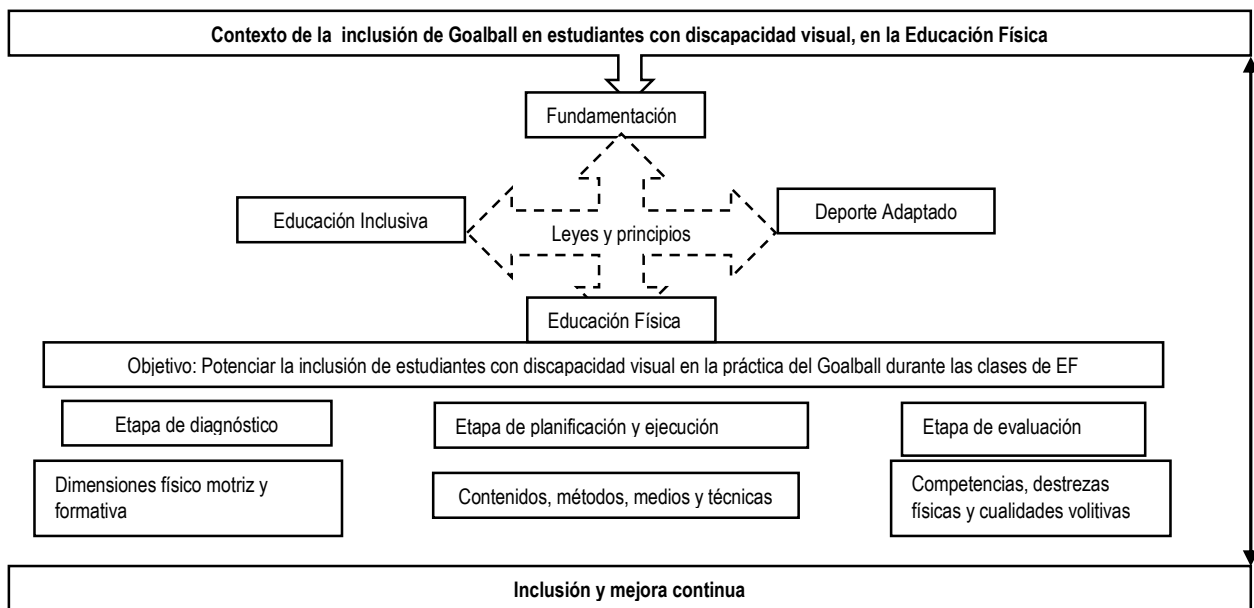 Contexto de la inclusión de Goalball en estudiantes con discapacidad visual, en la Educación Física
Fundamentación
Educación Inclusiva
Leyes y principios
Deporte Adaptado
Educación Física
Objetivo: Potenciar la inclusión de estudiantes con discapacidad visual en la práctica del Goalball durante las clases de EF
Etapa de diagnóstico
Etapa de planificación y ejecución
Etapa de evaluación
Dimensiones físico motriz y
formativa
Contenidos, métodos, medios y técnicas
Competencias, destrezas
físicas y cualidades volitivas
Inclusión y mejora continua